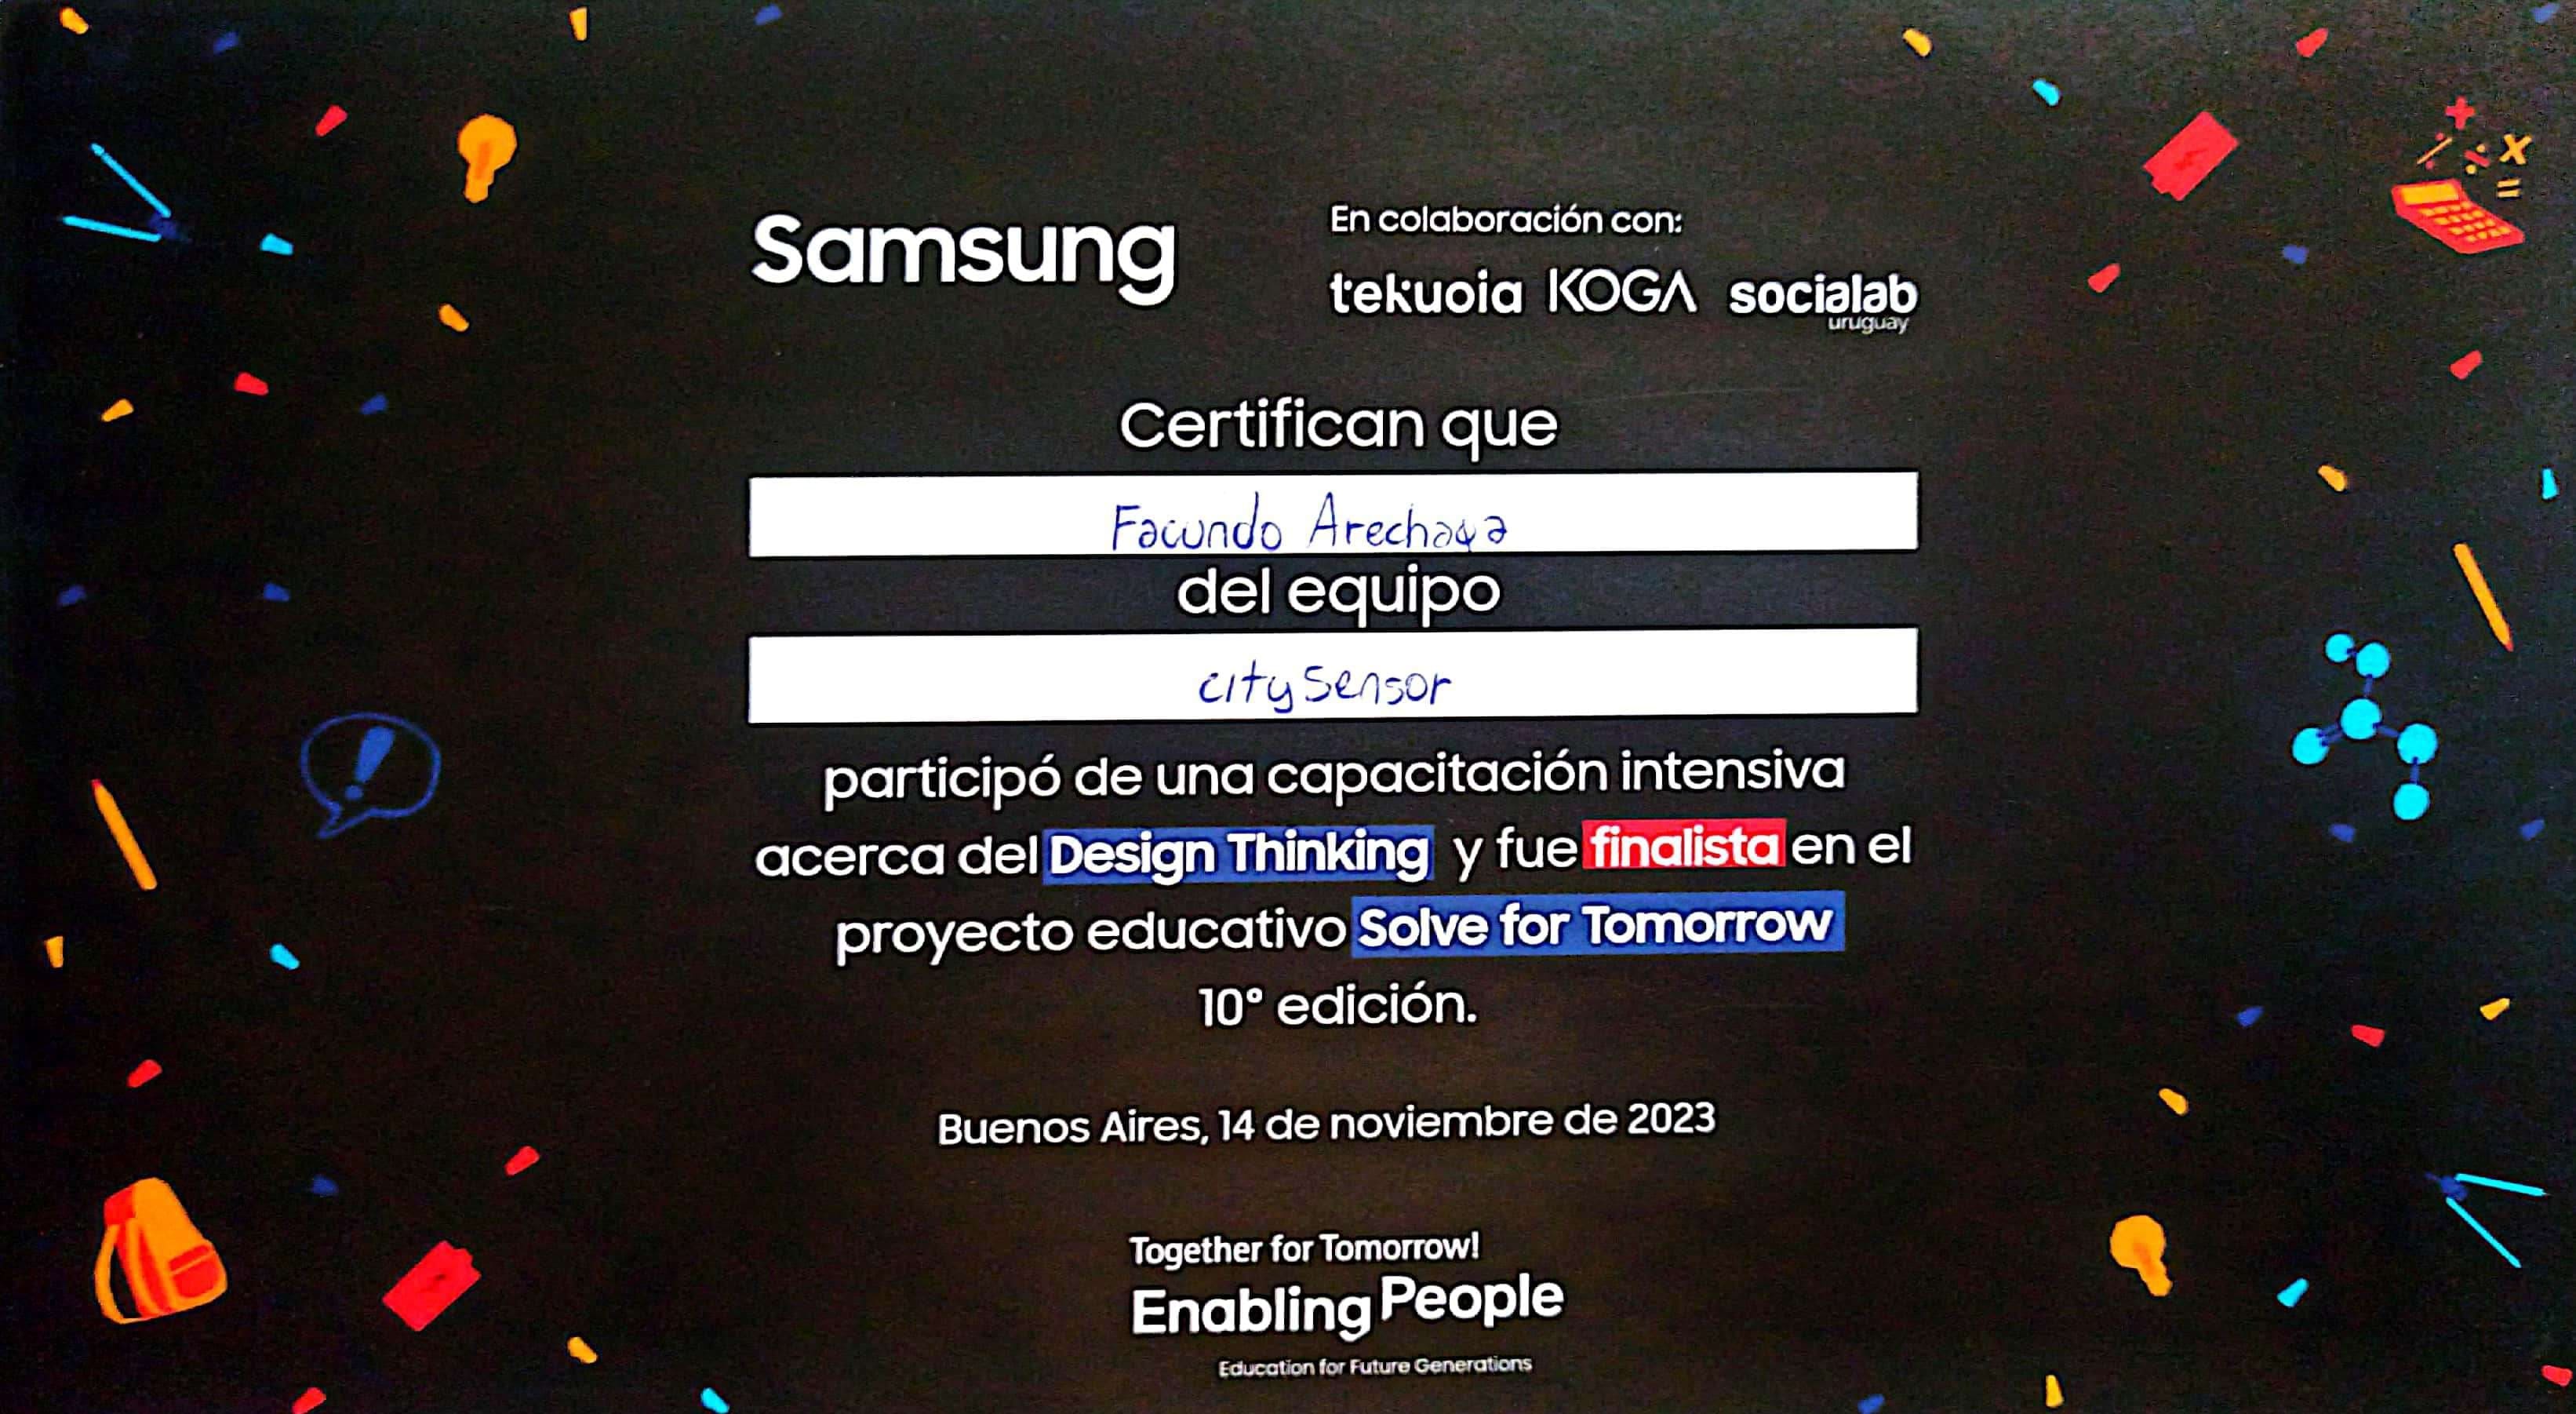 Samsung
En colaboración con:
tekuoia KOGA socialab
uruguay
Certifican que
Facundo Arechaga
del equipo
citySensor
participó de una capacitación intensiva
acerca del Design Thinking y fue finalista en el
proyecto educativo Solve for Tomorrow
10° edición.
Buenos Aires, 14 de noviembre de 2023
Together for Tomorrow!
Enabling People
Education for Future Generations